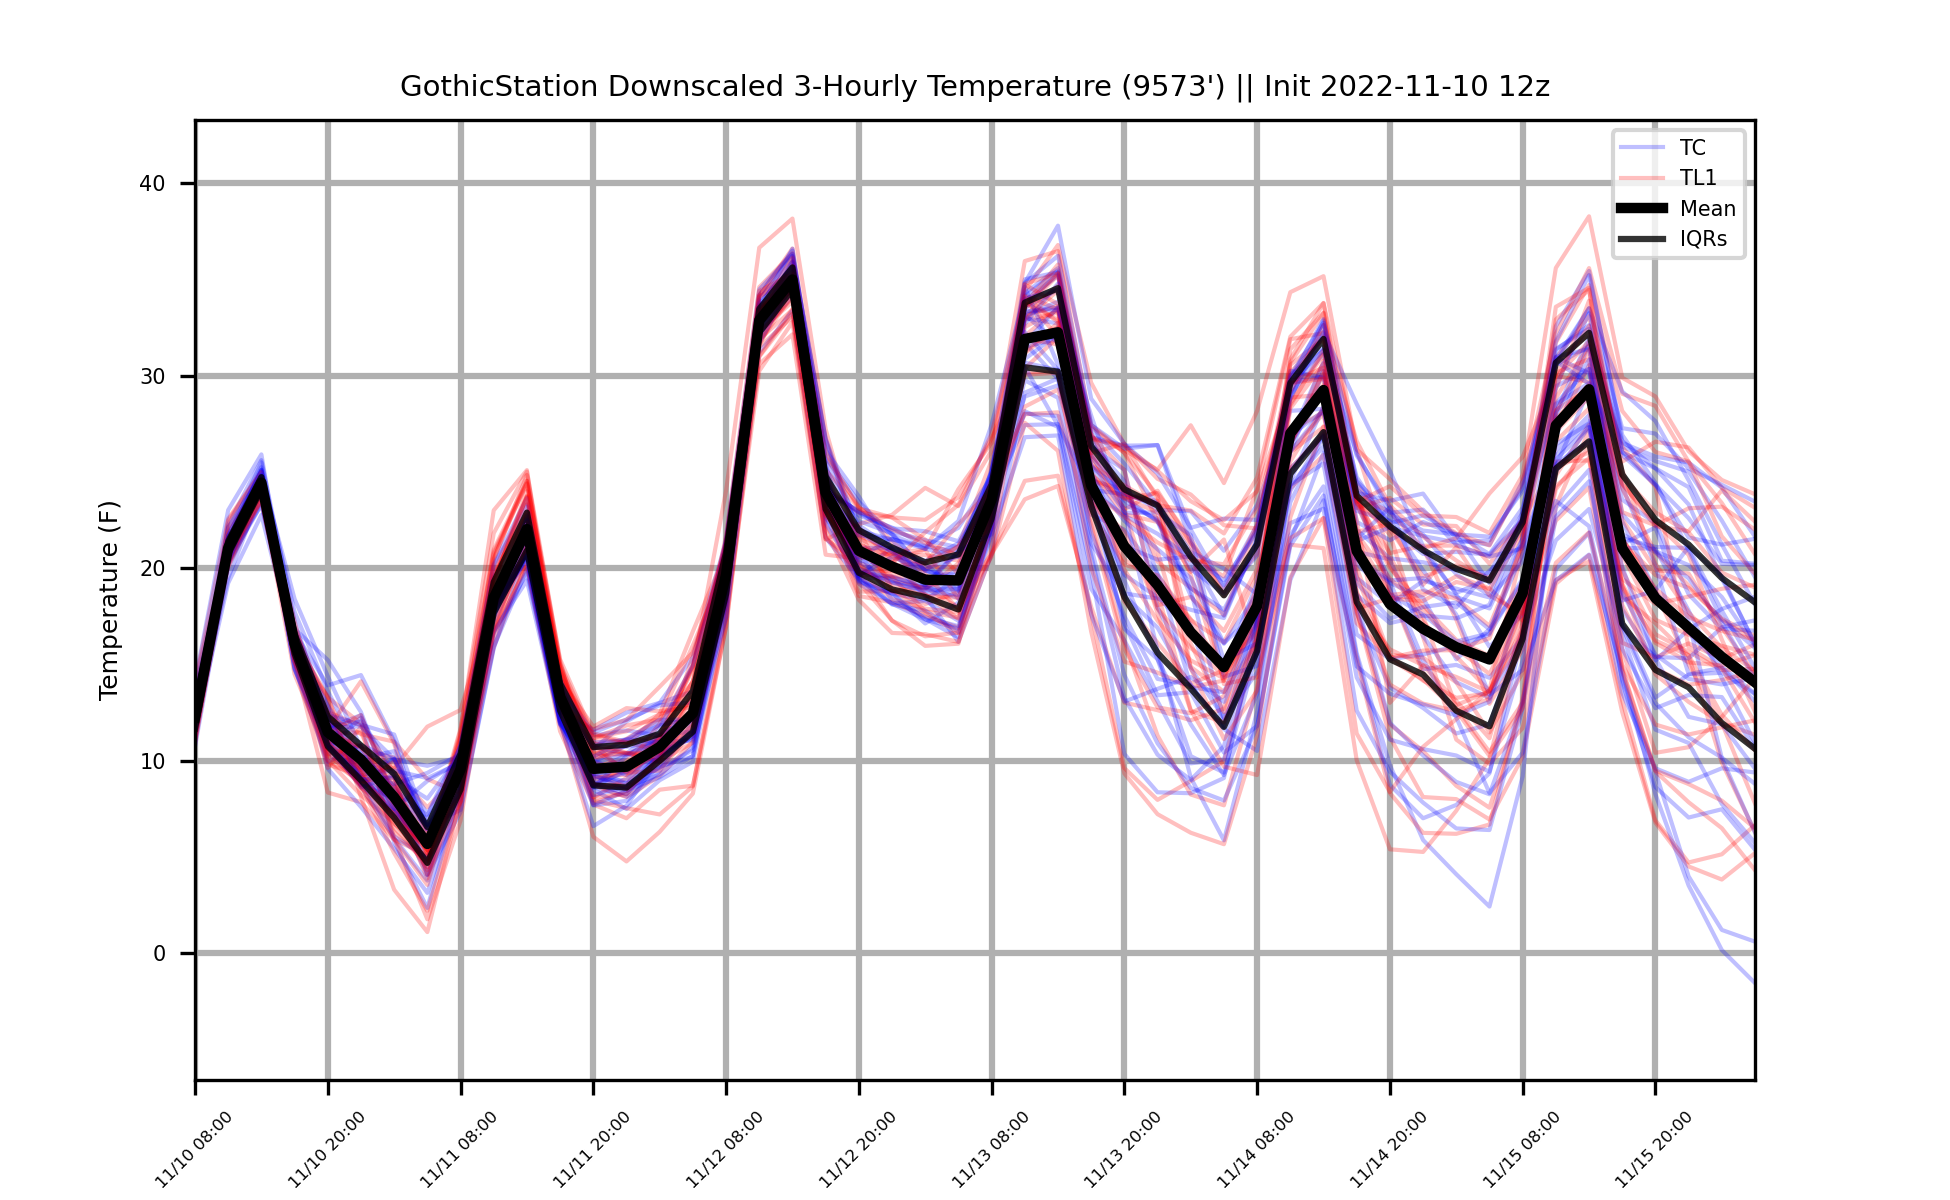 GothicStation Downscaled 3-Hourly Temperature (9573') || Init 2022-11-10 12z
TC
TL1
Mean
IQRs
Temperature (F)
40
30
20
10
0
11/10 08:00
11/10 20:00
11/11 08:00
11/11 20:00
11/12 08:00
11/12 20:00
11/13 08:00
11/13 20:00
11/14 08:00
11/14 20:00
11/15 08:00
11/15 20:00